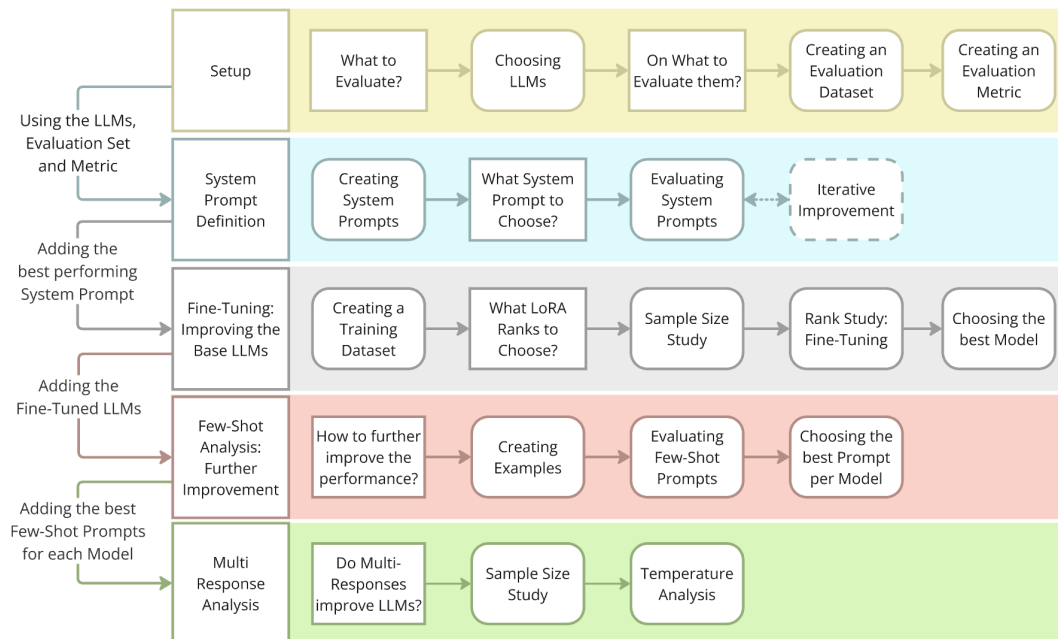 Setup
What to
Evaluate?
Choosing
LLMs
On What to
Evaluate them?
Creating an
Evaluation
Dataset
Creating an
Evaluation
Metric
Using the LLMs,
Evaluation Set
and Metric
System
Prompt
Definition
Creating
System
Prompts
What System
Prompt to
Choose?
Evaluating
System
Prompts
Iterative
Improvement
Adding the
best performing
System Prompt
Fine-Tuning:
Improving the
Base LLMs
Creating a
Training
Dataset
What LoRA
Ranks to
Choose?
Sample Size
Study
Rank Study:
Fine-Tuning
Choosing the
best Model
Adding the
Fine-Tuned LLMs
Few-Shot
Analysis:
Further
Improvement
How to further
improve the
performance?
Creating
Examples
Evaluating
Few-Shot
Prompts
Choosing the
best Prompt
per Model
Adding the best
Few-Shot Prompts
for each Model
Multi
Response
Analysis
Do Multi-
Responses
improve LLMs?
Sample Size
Study
Temperature
Analysis